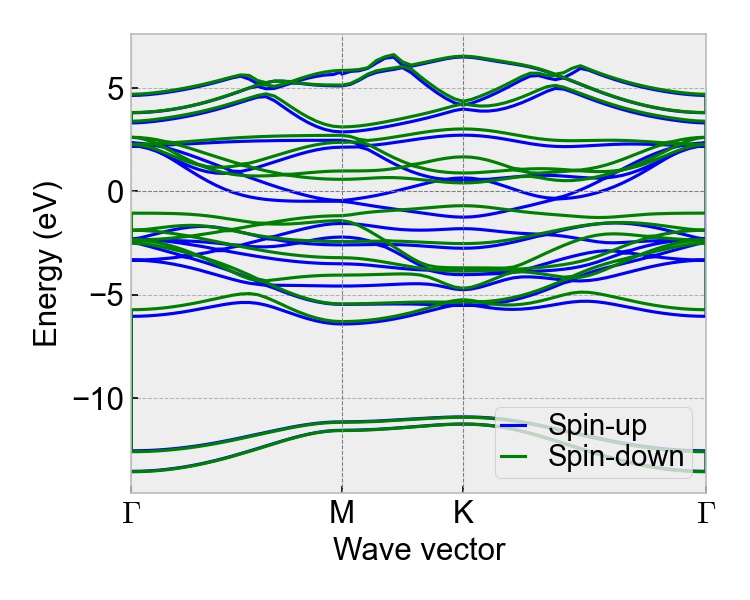 Energy (eV)
5
0
−5
−10
Spin-up
Spin-down
Γ M K Γ
Wave vector